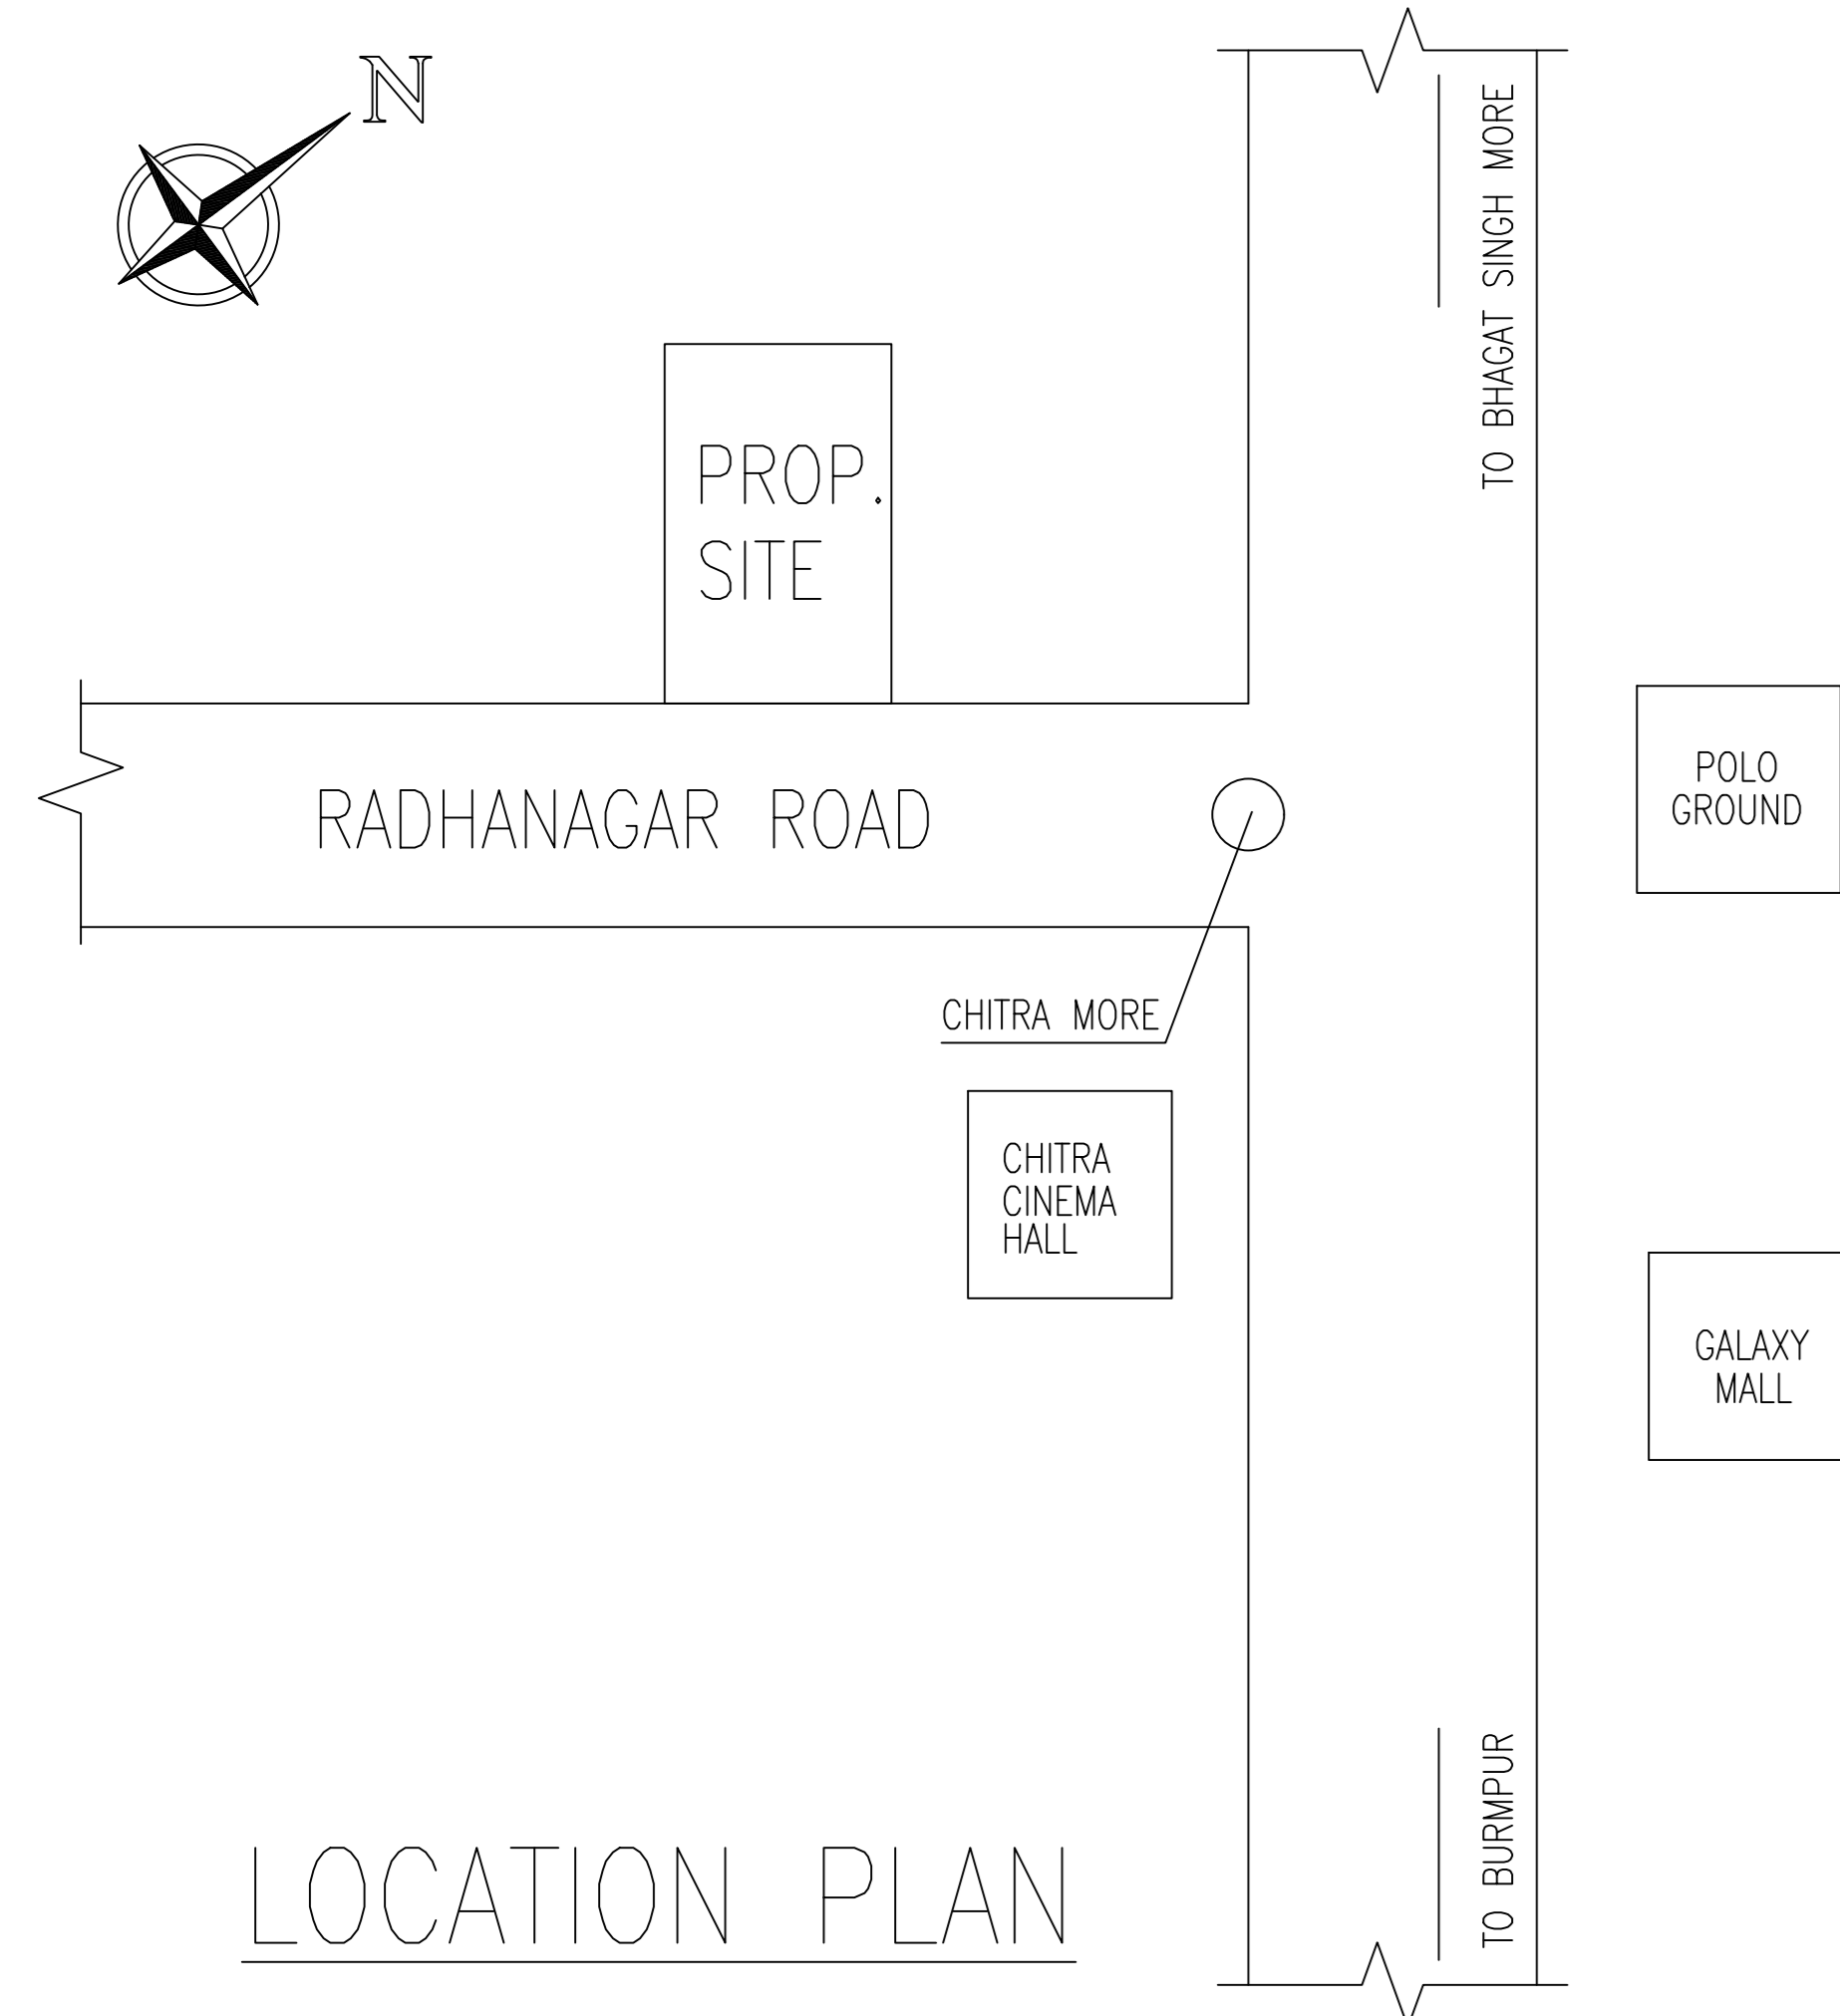 N
TO BHAGAT SINGH MORE
PROP.
SITE
RADHANAGAR ROAD
POLO
GROUND
CHITRA MORE
CHITRA
CINEMA
HALL
GALAXY
MALL
TO BURMPUR
LOCATION PLAN